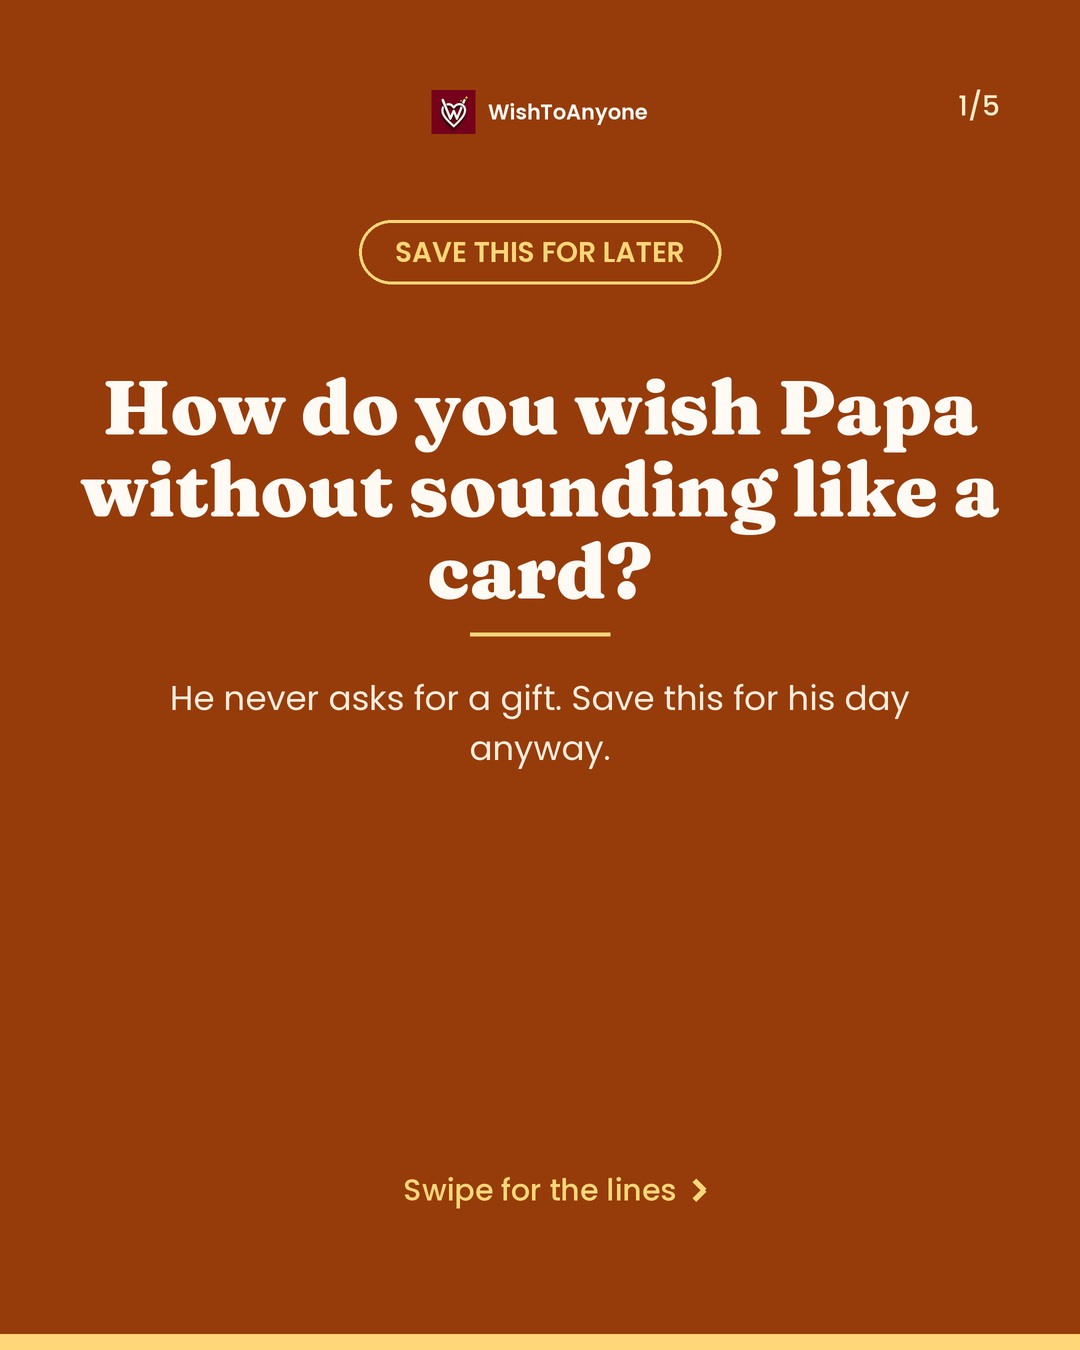 WishToAnyone
1/5
SAVE THIS FOR LATER
How do you wish Papa
without sounding like a
card?
He never asks for a gift. Save this for his day
anyway.
Swipe for the lines